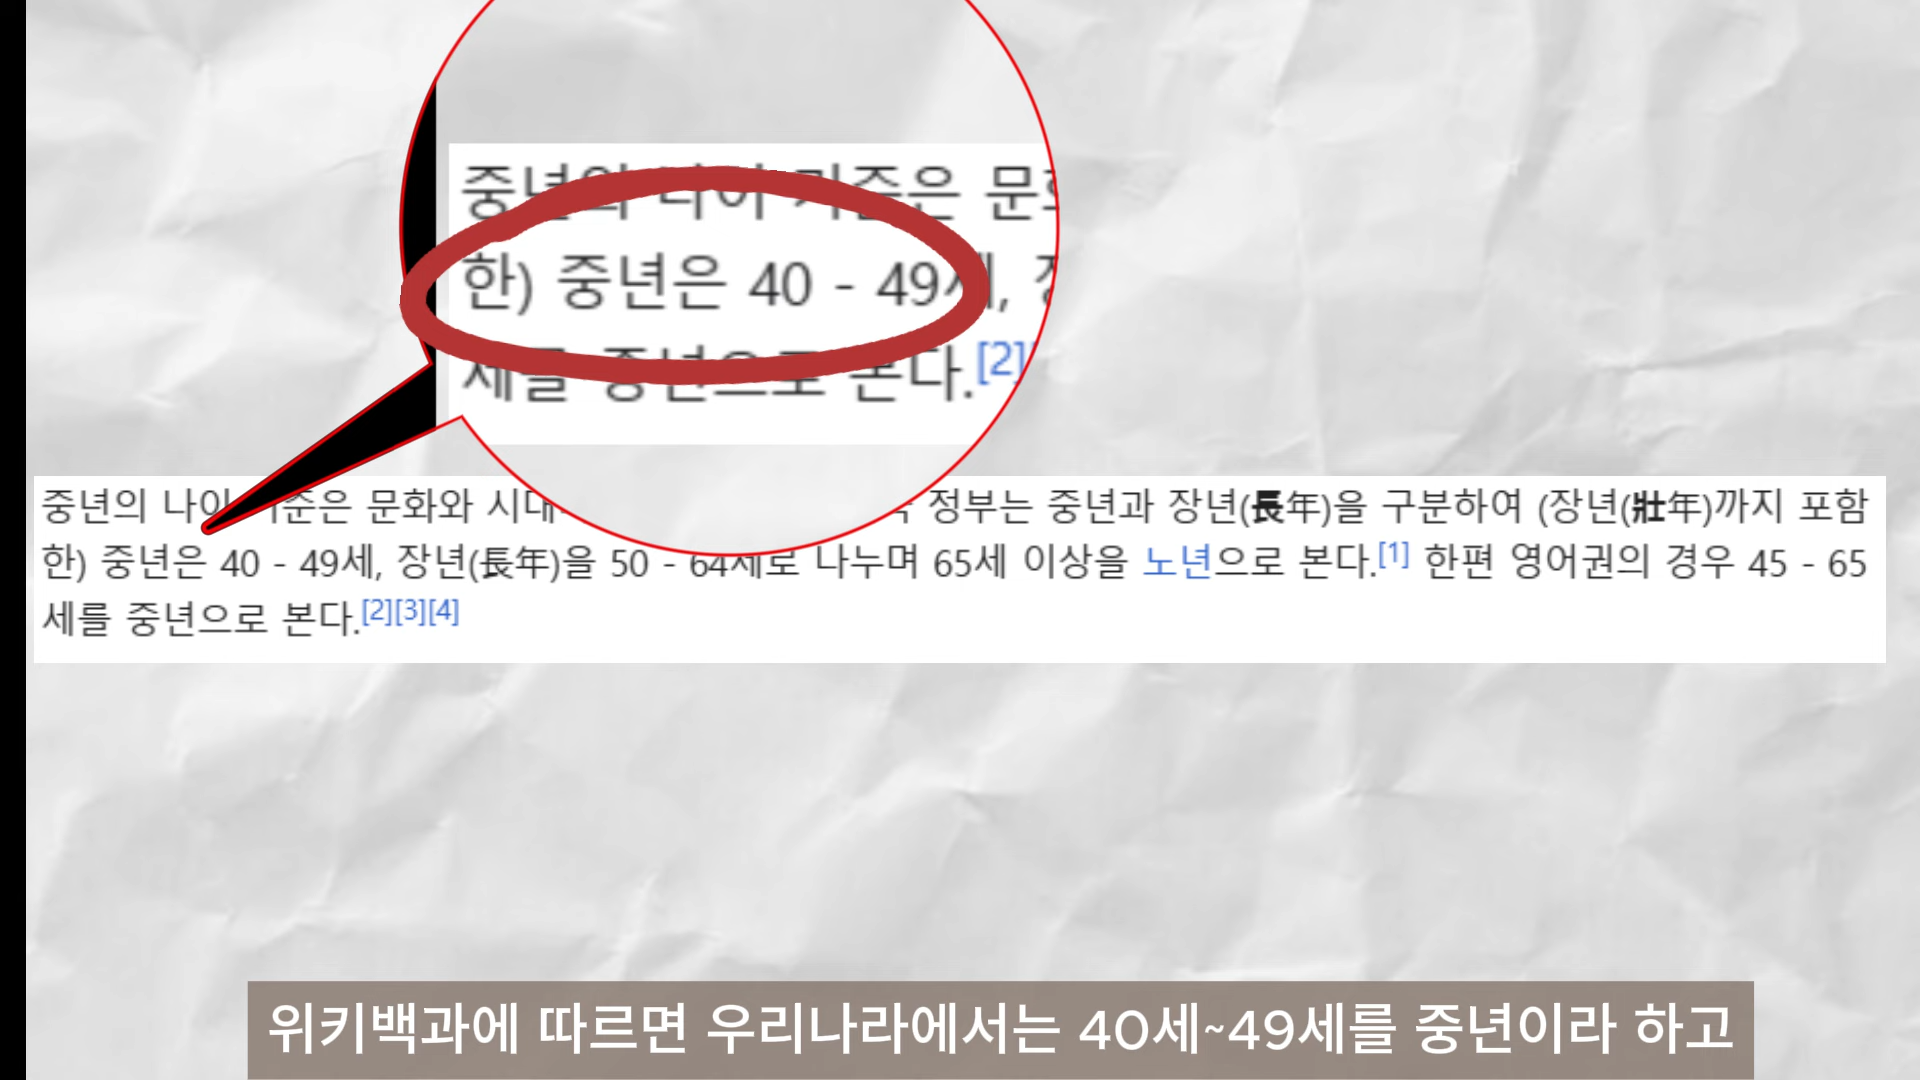 중년의 나이 기준은 문
한) 중년은 40 - 49세,
세를 중년으로 본다.[2]
중년의 나이 기준은 문화와 시대 정부는 중년과 장년(長年)을 구분하여 (장년(壯年)까지 포함
한) 중년은 40 - 49세, 장년(長年)을 50 - 64세로 나누며 65세 이상을 노년으로 본다.[1] 한편 영어권의 경우 45 - 65
세를 중년으로 본다.[2][3][4]
위키백과에 따르면 우리나라에서는 40세~49세를 중년이라 하고